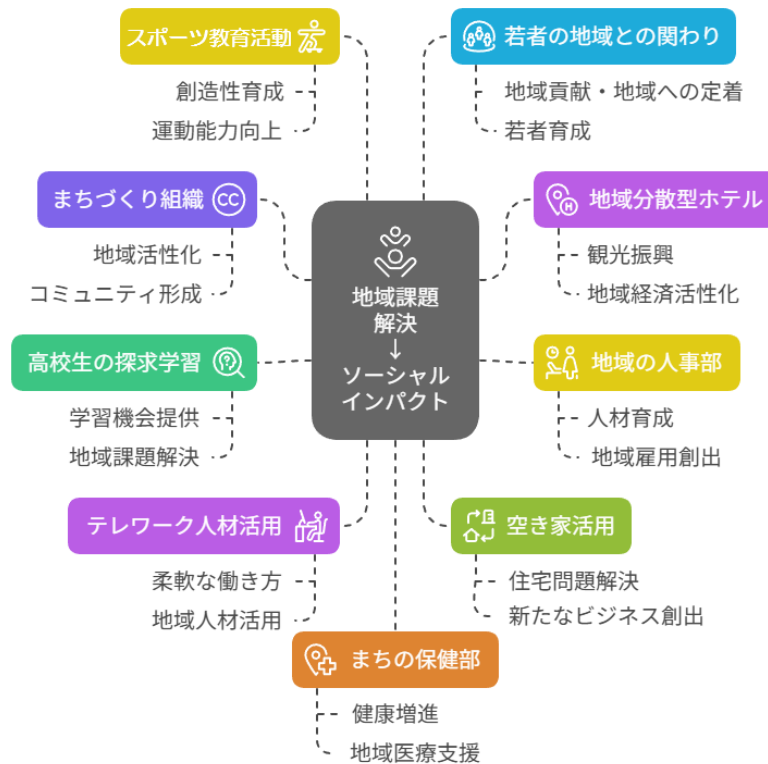 スポーツ教育活動
創造性育成
運動能力向上
若者の地域との関わり
地域貢献・地域への定着
若者育成
まちづくり組織
CC
地域活性化
コミュニティ形成
地域分散型ホテル
H
観光振興
地域経済活性化
地域課題
解決
↓
ソーシャル
インパクト
高校生の探求学習
学習機会提供
地域課題解決
地域の人事部
人材育成
地域雇用創出
テレワーク人材活用
柔軟な働き方
地域人材活用
空き家活用
住宅問題解決
新たなビジネス創出
まちの保健部
健康増進
地域医療支援